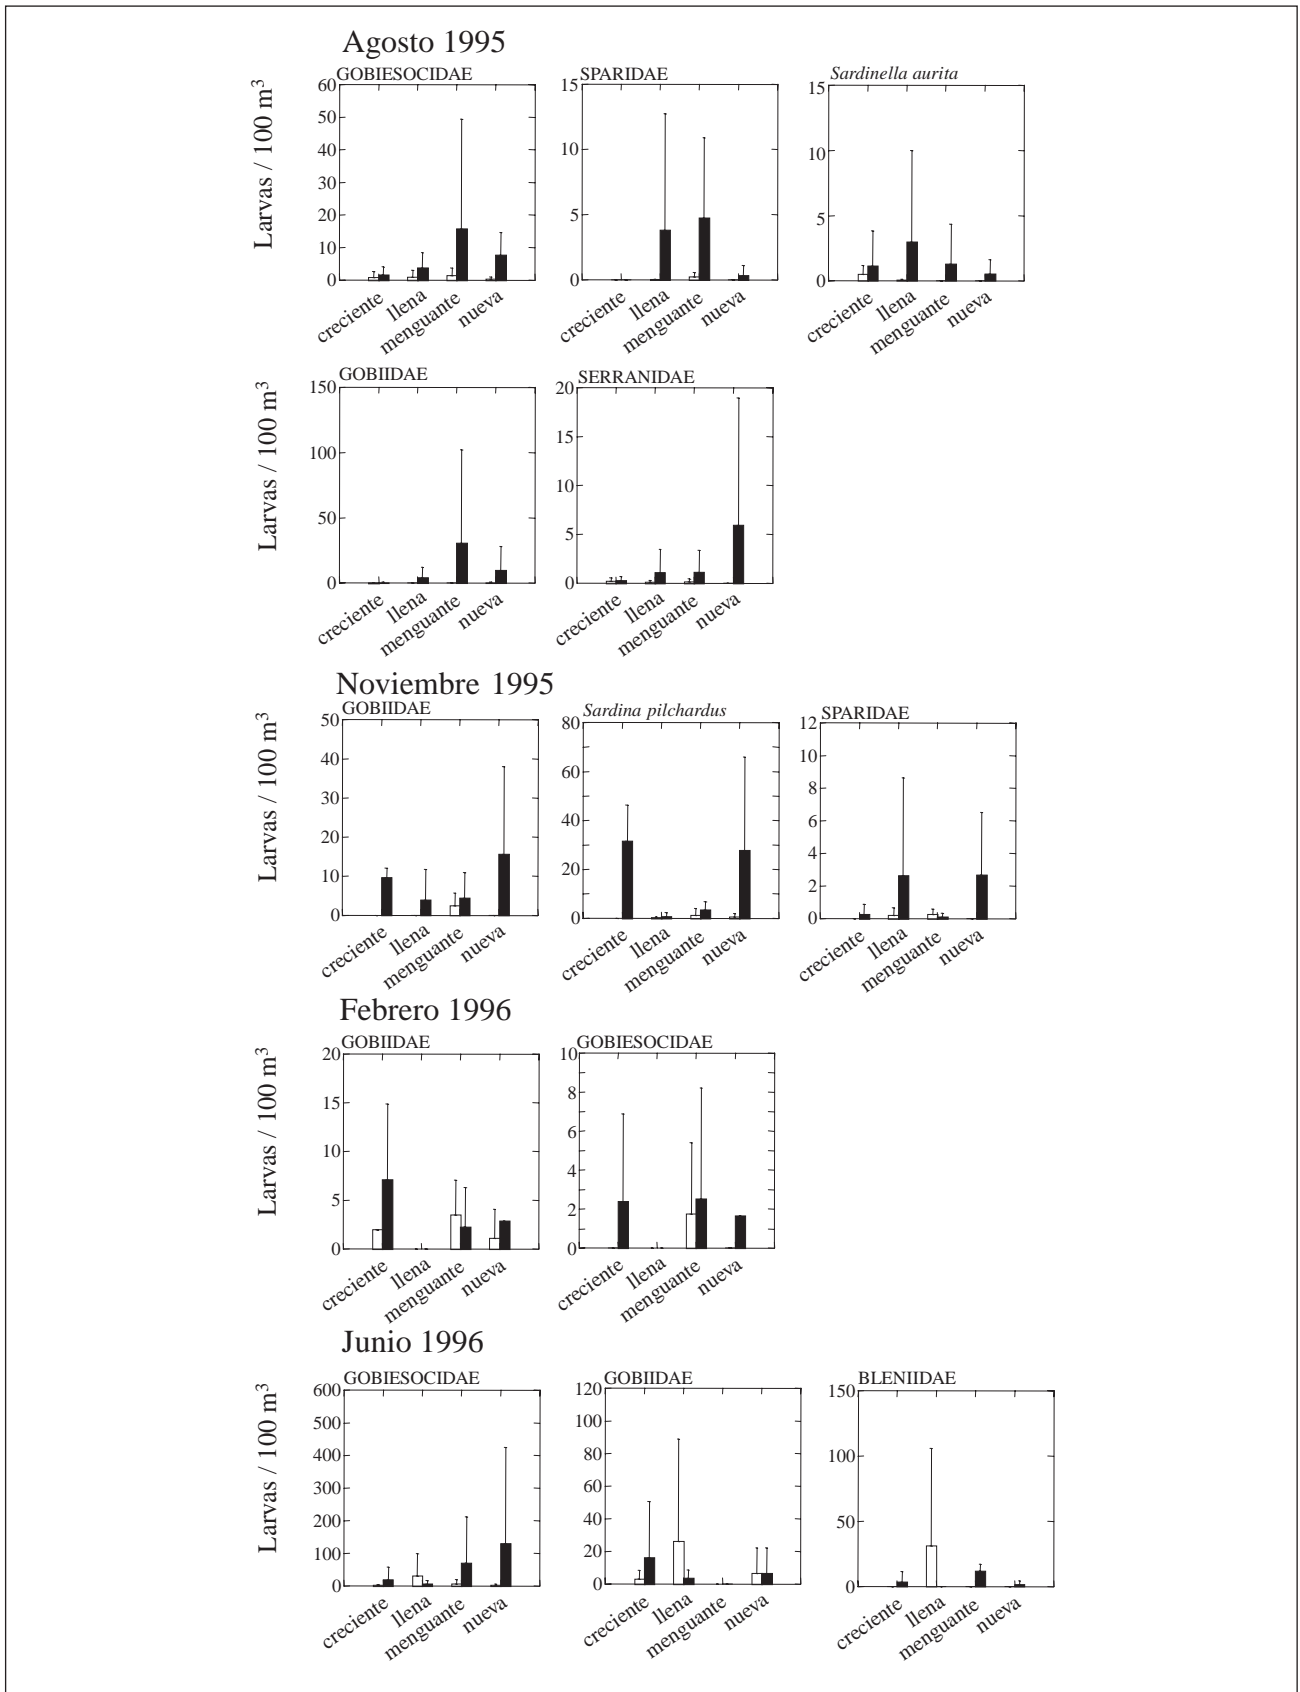 Agosto 1995
GOBIESOCIDAE SPARIDAE Sardinella aurita
Larvas / 100 m³
60
50
40
30
20
10
0
15
10
5
0
15
10
5
0
creciente llena menguante nueva
creciente llena menguante nueva
creciente llena menguante nueva
GOBIIDAE SERRANIDAE
Larvas / 100 m³
150
100
50
0
20
15
10
5
0
creciente llena menguante nueva
creciente llena menguante nueva
Noviembre 1995
GOBIIDAE Sardina pilchardus SPARIDAE
Larvas / 100 m³
50
40
30
20
10
0
80
60
40
20
0
12
10
8
6
4
2
0
creciente llena menguante nueva
creciente llena menguante nueva
creciente llena menguante nueva
Febrero 1996
GOBIIDAE GOBIESOCIDAE
Larvas / 100 m³
20
15
10
5
0
10
8
6
4
2
0
creciente llena menguante nueva
creciente llena menguante nueva
Junio 1996
GOBIESOCIDAE GOBIIDAE BLENIIDAE
Larvas / 100 m³
600
500
400
300
200
100
0
120
100
80
60
40
20
0
150
100
50
0
creciente llena menguante nueva
creciente llena menguante nueva
creciente llena menguante nueva